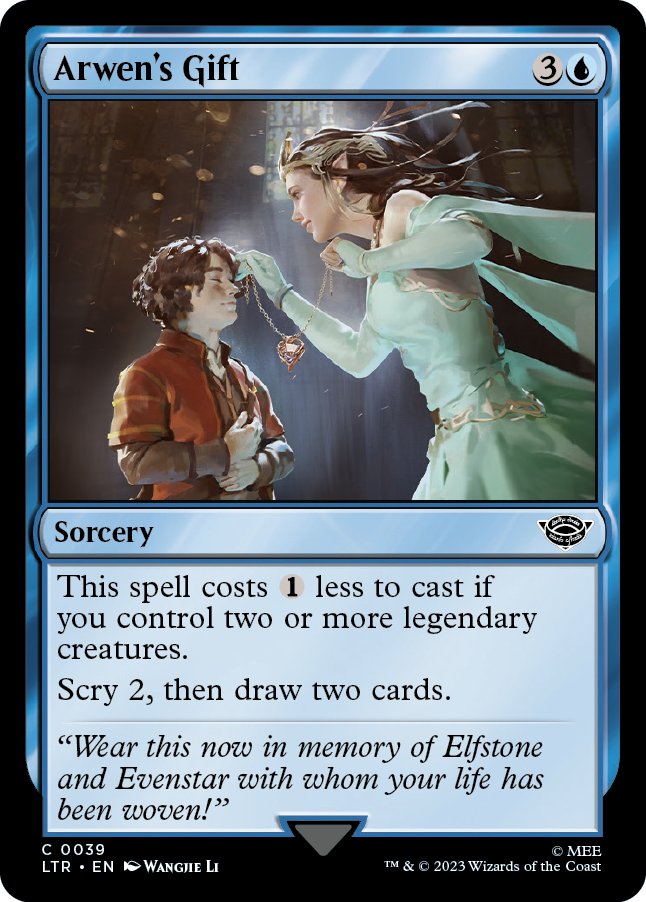 Arwen's Gift 3
Sorcery
This spell costs 1 less to cast if
you control two or more legendary
creatures.
Scry 2, then draw two cards.
“Wear this now in memory of Elfstone
and Evenstar with whom your life has
been woven!”
C 0039
LTR • EN Wangjie Li
© MEE
™ & © 2023 Wizards of the Coast